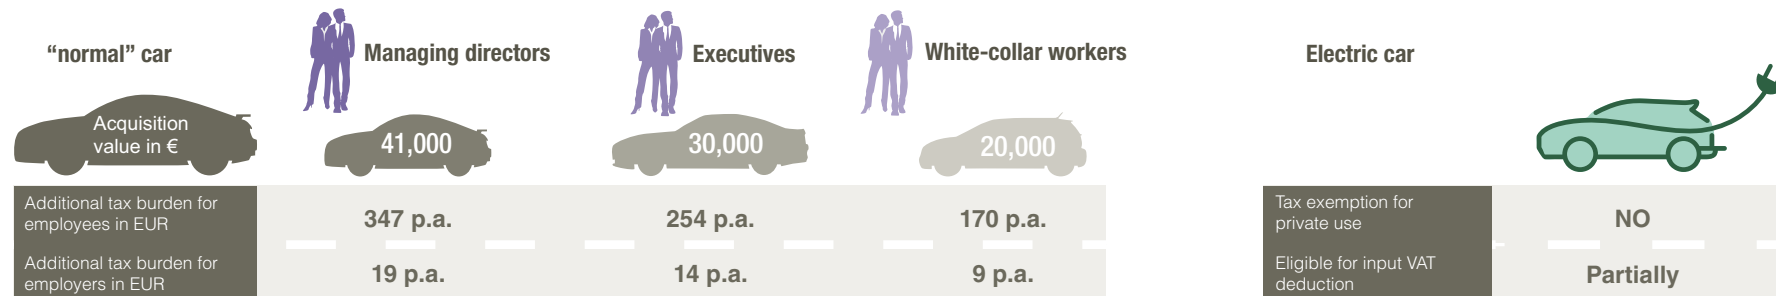 “normal” car
Managing directors
Executives
White-collar workers
Electric car
Acquisition
value in €
41,000
30,000
20,000
Additional tax burden for
employees in EUR
347 p.a.
254 p.a.
170 p.a.
Additional tax burden for
employers in EUR
19 p.a.
14 p.a.
9 p.a.
Tax exemption for
private use
NO
Eligible for input VAT
deduction
Partially